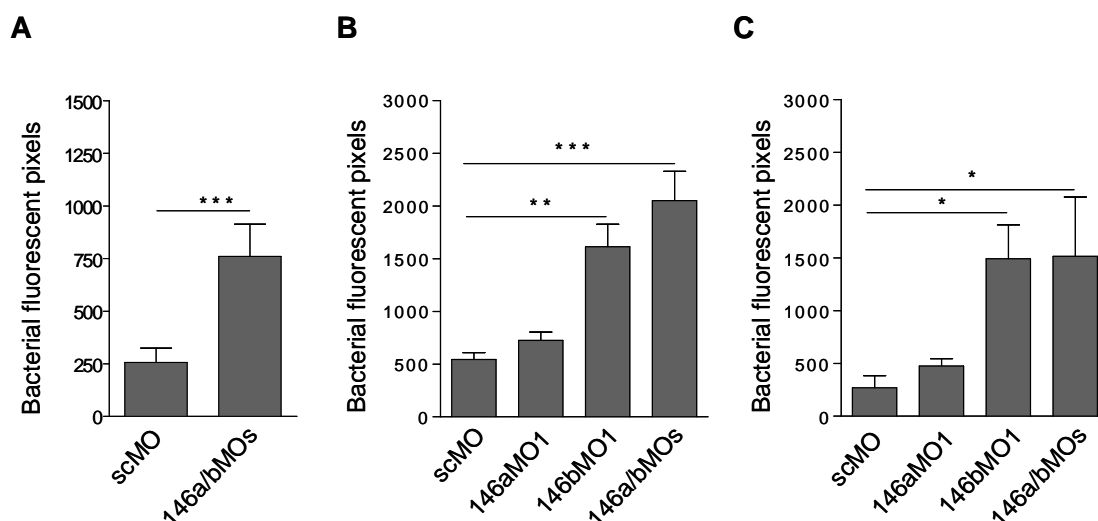 A
Bacterial fluorescent pixels
1500
1250
1000
750
500
250
0
***
scMO
146a/bMOs
B
Bacterial fluorescent pixels
3000
2500
2000
1500
1000
500
0
***
**
scMO
146aMO1
146bMO1
146a/bMOs
C
Bacterial fluorescent pixels
3000
2500
2000
1500
1000
500
0
*
*
scMO
146aMO1
146bMO1
146a/bMOs